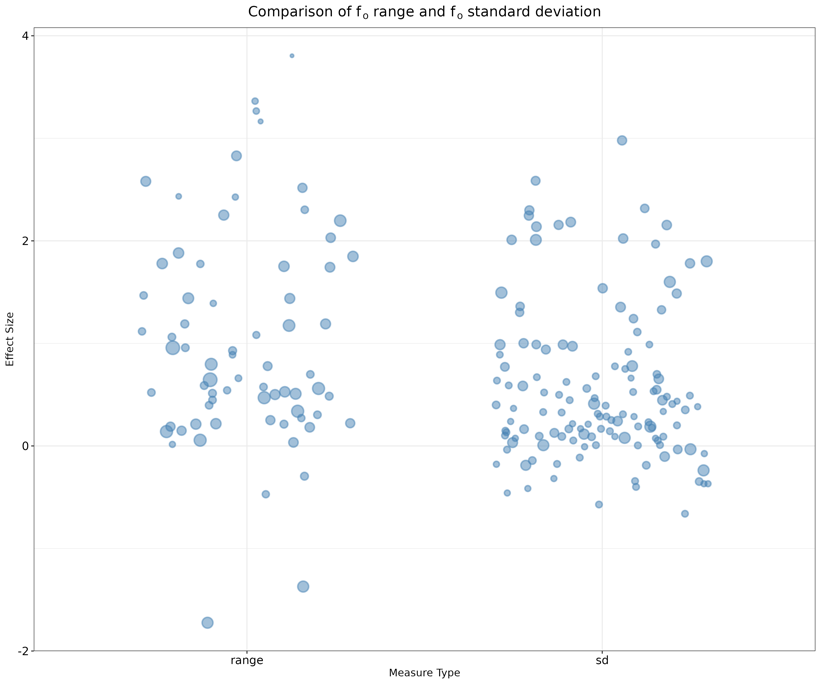 Comparison of fo range and fo standard deviation
4
2
0
-2
Effect Size
range
sd
Measure Type